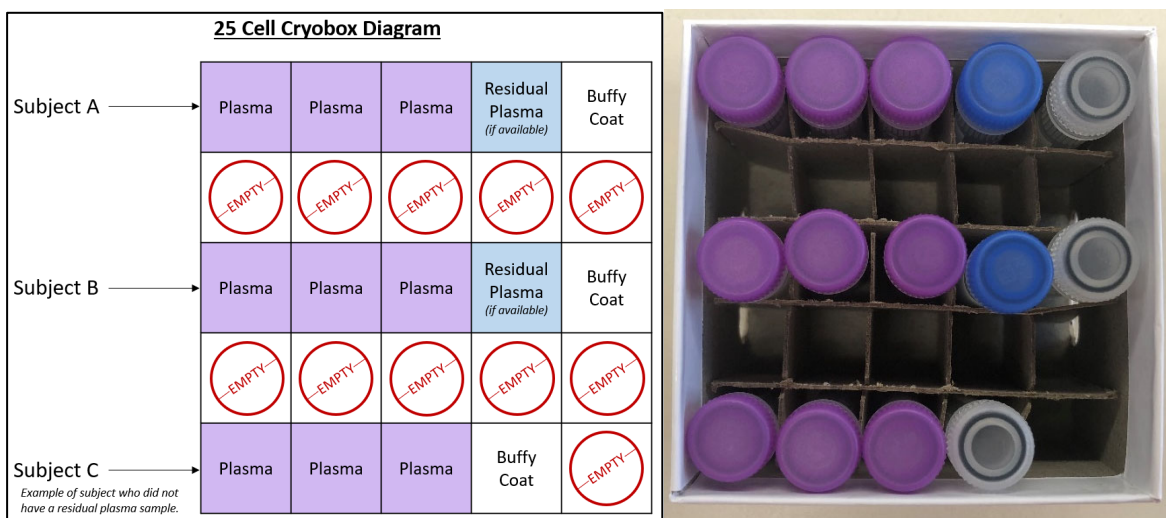 25 Cell Cryobox Diagram
Subject A
Plasma
Plasma
Plasma
Residual
Plasma
(if available)
Buffy
Coat
EMPTY
EMPTY
EMPTY
EMPTY
EMPTY
Subject B
Plasma
Plasma
Plasma
Residual
Plasma
(if available)
Buffy
Coat
EMPTY
EMPTY
EMPTY
EMPTY
EMPTY
Subject C
Example of subject who did not
have a residual plasma sample.
Plasma
Plasma
Plasma
Buffy
Coat
EMPTY